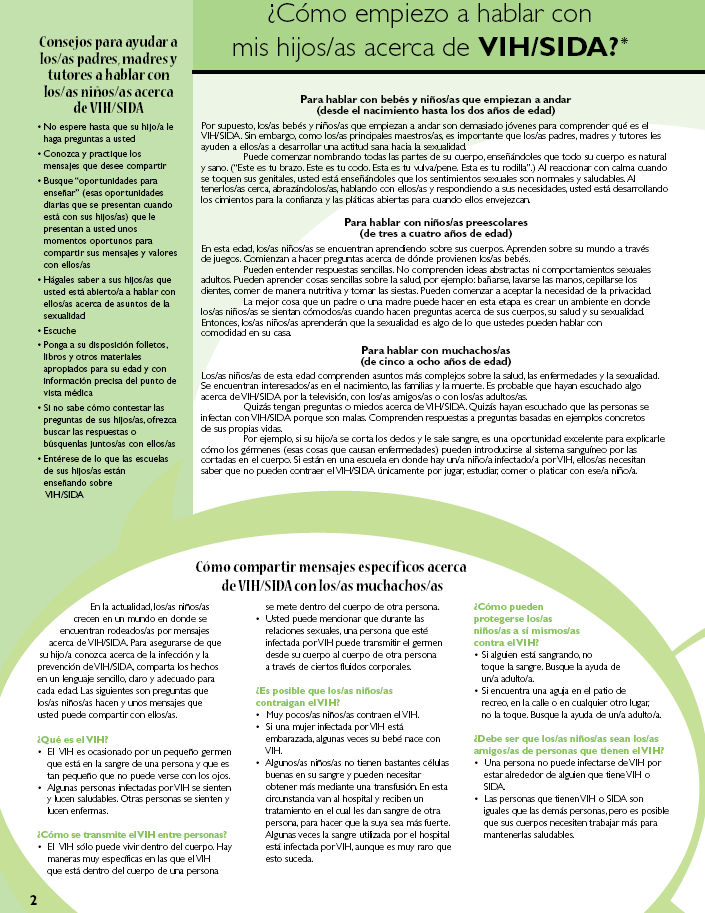 ¿Cómo empiezo a hablar con
mis hijos/as acerca de VIH/SIDA?*
Consejos para ayudar a
los/as padres, madres y
tutores a hablar con
los/as niños/as acerca
de VIH/SIDA
• No espere hasta que su hijo/a le
haga preguntas a usted
• Conozca y practique los
mensajes que desee compartir
• Busque “oportunidades para
enseñar” (esas oportunidades
diarias que se presentan cuando
está con sus hijos/as) que le
presentan a usted unos
momentos oportunos para
compartir sus mensajes y valores
con ellos/as
• Hágales saber a sus hijos/as que
usted está abierto/a a hablar con
ellos/as acerca de asuntos de la
sexualidad
• Escuche
• Ponga a su disposición folletos,
libros y otros materiales
apropiados para su edad y con
información precisa del punto de
vista médico
• Si no sabe cómo contestar las
preguntas de sus hijos/as, ofrezca
buscar las respuestas o
búsquenlas juntos/as con ellos/as
• Entérese de lo que las escuelas
de sus hijos/as están
enseñando sobre
VIH/SIDA
Para hablar con bebés y niños/as que empiezan a andar
(desde el nacimiento hasta los dos años de edad)
Por supuesto, los/as bebés y niños/as que empiezan a andar son demasiado jóvenes para comprender qué es el
VIH/SIDA. Sin embargo, como los/as principales maestros/as, es importante que los/as padres, madres y tutores les
ayuden a ellos/as a desarrollar una actitud sana hacia la sexualidad.
Puede comenzar nombrando todas las partes de su cuerpo, enseñándoles que todo su cuerpo es natural
y sano. (“Este es tu brazo. Este es tu codo. Esta es tu vulva/pene. Esta es tu rodilla”.) Al reaccionar con calma cuando
se toquen sus genitales, usted está enseñándoles que los sentimientos sexuales son normales y saludables. Al
tenerlos/as cerca, abrazándolos/as, hablando con ellos/as y respondiendo a sus necesidades, usted está desarrollando
los cimientos para la confianza y las pláticas abiertas para cuando ellos envejezcan.
Para hablar con niños/as preescolares
(de tres a cuatro años de edad)
En esta edad, los/as niños/as se encuentran aprendiendo sobre sus cuerpos. Aprenden sobre su mundo a través
de juegos. Comienzan a hacer preguntas acerca de dónde provienen los/as bebés.
Pueden entender respuestas sencillas. No comprenden ideas abstractas ni comportamientos sexuales
adultos. Pueden aprender cosas sencillas sobre la salud, por ejemplo: bañarse, lavarse las manos, cepillarse los
dientes, comer de manera nutritiva y tomar las siestas. Pueden comenzar a aceptar la necesidad de la privacidad.
La mejor cosa que un padre o una madre puede hacer en esta etapa es crear un ambiente en donde
los/as niños/as se sientan cómodos/as cuando hacen preguntas acerca de sus cuerpos, su salud y su sexualidad.
Entonces, los/as niños/as aprenderán que la sexualidad es algo de lo que ustedes pueden hablar con
comodidad en su casa.
Para hablar con muchachos/as
(de cinco a ocho años de edad)
Los/as niños/as de esta edad comprenden asuntos más complejos sobre la salud, las enfermedades y la sexualidad.
Se encuentran interesados/as en el nacimiento, las familias y la muerte. Es probable que hayan escuchado algo
acerca de VIH/SIDA por la televisión, con los/as amigos/as o con los/as adultos/as.
Quizás tengan preguntas o miedos acerca de VIH/SIDA. Quizás hayan escuchado que las personas se
infectan con VIH/SIDA porque son malas. Comprenden respuestas a preguntas basadas en ejemplos concretos
de sus propias vidas.
Por ejemplo, si su hijo/a se corta los dedos y le sale sangre, es una oportunidad excelente para explicarle
cómo los gérmenes (esas cosas que causan enfermedades) pueden introducirse al sistema sanguíneo por las
cortadas en el cuerpo. Si están en una escuela en donde hay un/a niño/a infectado/a por VIH, ellos/as necesitan
saber que no pueden contraer el VIH/SIDA únicamente por jugar, estudiar, comer o platicar con ese/a niño/a.
Cómo compartir mensajes específicos acerca
de VIH/SIDA con los/as muchachos/as
En la actualidad, los/as niños/as
crecen en un mundo en donde se
encuentran rodeados/as por mensajes
acerca de VIH/SIDA. Para asegurarse de que
su hijo/a conozca acerca de la infección y la
prevención de VIH/SIDA, comparta los hechos
en un lenguaje sencillo, claro y adecuado para
cada edad. Las siguientes son preguntas que
los/as niños/as hacen y unos mensajes que
usted puede compartir con ellos/as.
¿Qué es el VIH?
• El VIH es ocasionado por un pequeño germen
que está en la sangre de una persona y que es
tan pequeño que no puede verse con los ojos.
• Algunas personas infectadas por VIH se sienten
y lucen saludables. Otras personas se sienten y
lucen enfermas.
¿Cómo se transmite el VIH entre personas?
• El VIH sólo puede vivir dentro del cuerpo. Hay
maneras muy específicas en las que el VIH
que está dentro del cuerpo de una persona
se mete dentro del cuerpo de otra persona.
• Usted puede mencionar que durante las
relaciones sexuales, una persona que esté
infectada por VIH puede transmitir el germen
desde su cuerpo al cuerpo de otra persona
a través de ciertos fluidos corporales.
¿Es posible que los/as niños/as
contraigan el VIH?
• Muy pocos/as niños/as contraen el VIH.
• Si una mujer infectada por VIH está
embarazada, algunas veces su bebé nace con
VIH.
• Algunos/as niños/as no tienen bastantes células
buenas en su sangre y pueden necesitar
obtener más mediante una transfusión. En esta
circunstancia van al hospital y reciben un
tratamiento en el cual les dan sangre de otra
persona, para hacer que la suya sea más fuerte.
Algunas veces la sangre utilizada por el hospital
está infectada por VIH, aunque es muy raro que
esto suceda.
¿Cómo pueden
protegerse los/as
niños/as a sí mismos/as
contra el VIH?
• Si alguien está sangrando, no
toque la sangre. Busque la ayuda de
un/a adulto/a.
• Si encuentra una aguja en el patio de
recreo, en la calle o en cualquier otro lugar,
no la toque. Busque la ayuda de un/a adulto/a.
¿Debe ser que los/as niños/as sean los/as
amigos/as de personas que tienen el VIH?
• Una persona no puede infectarse de VIH por
estar alrededor de alguien que tiene VIH o
SIDA.
• Las personas que tienen VIH o SIDA son
iguales que las demás personas, pero es posible
que sus cuerpos necesiten trabajar más para
mantenerlas saludables.
2